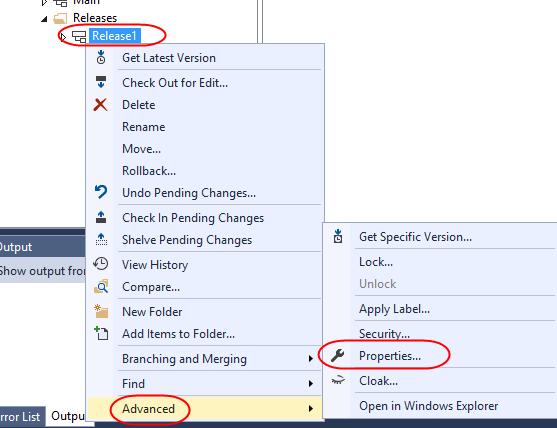 Main
Releases
Release1
Get Latest Version
Check Out for Edit...
Delete
Rename
Move...
Rollback...
Undo Pending Changes...
Check In Pending Changes
Shelve Pending Changes
View History
Compare...
New Folder
Add Items to Folder...
Branching and Merging
Find
Advanced
Get Specific Version...
Lock...
Unlock
Apply Label...
Security...
Properties...
Cloak...
Open in Windows Explorer
Output
Show output from
rror List
Outpu